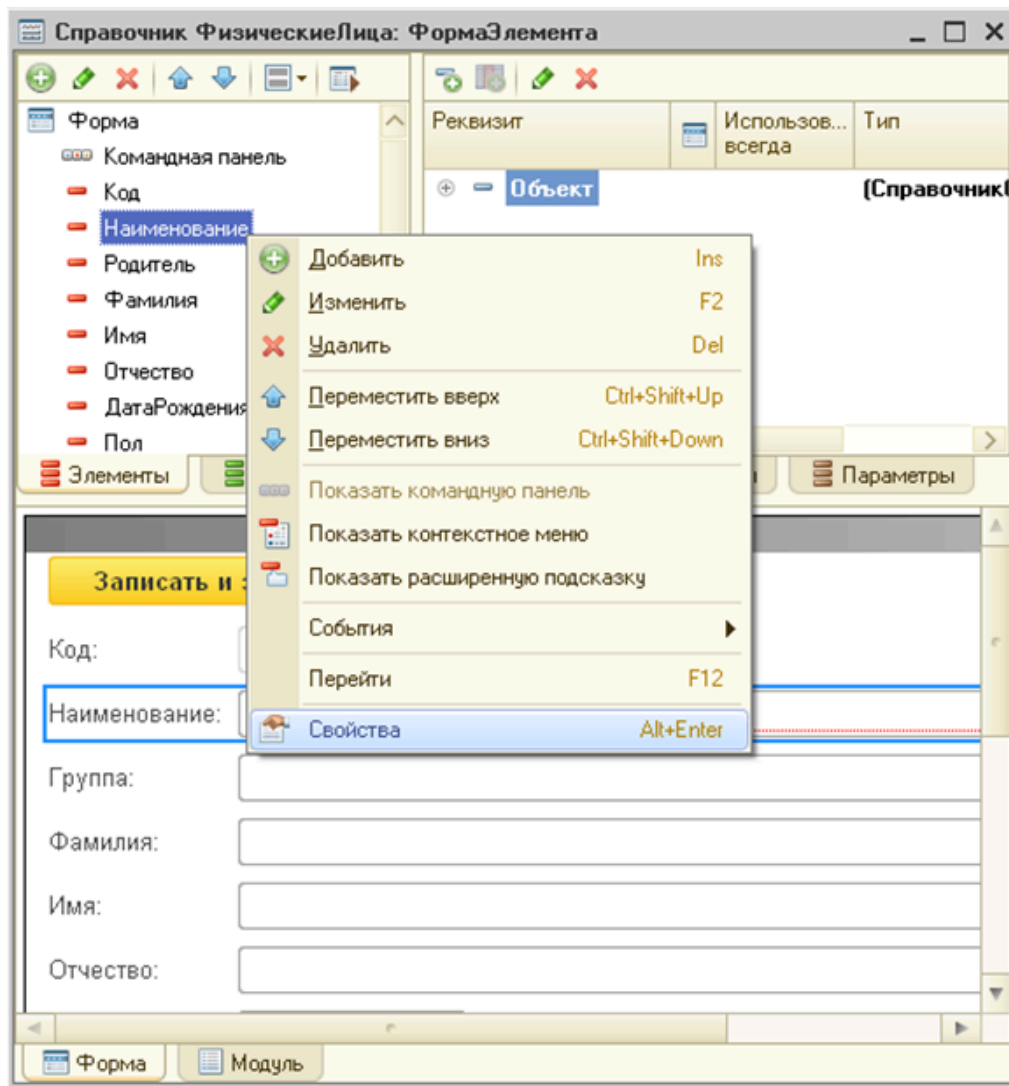 Справочник ФизическиеЛица: ФормаЭлемента
Форма
Командная панель
Код
Наименование
Родитель
Фамилия
Имя
Отчество
ДатаРождения
Пол
Элементы
Реквизит
Использов... всегда
Тип
Объект
(Справочник
Параметры
Добавить Ins
Изменить F2
Удалить Del
Переместить вверх Ctrl+Shift+Up
Переместить вниз Ctrl+Shift+Down
Показать командную панель
Показать контекстное меню
Показать расширенную подсказку
События
Перейти F12
Свойства Alt+Enter
Записать и
Код:
Наименование:
Группа:
Фамилия:
Имя:
Отчество:
Форма
Модуль